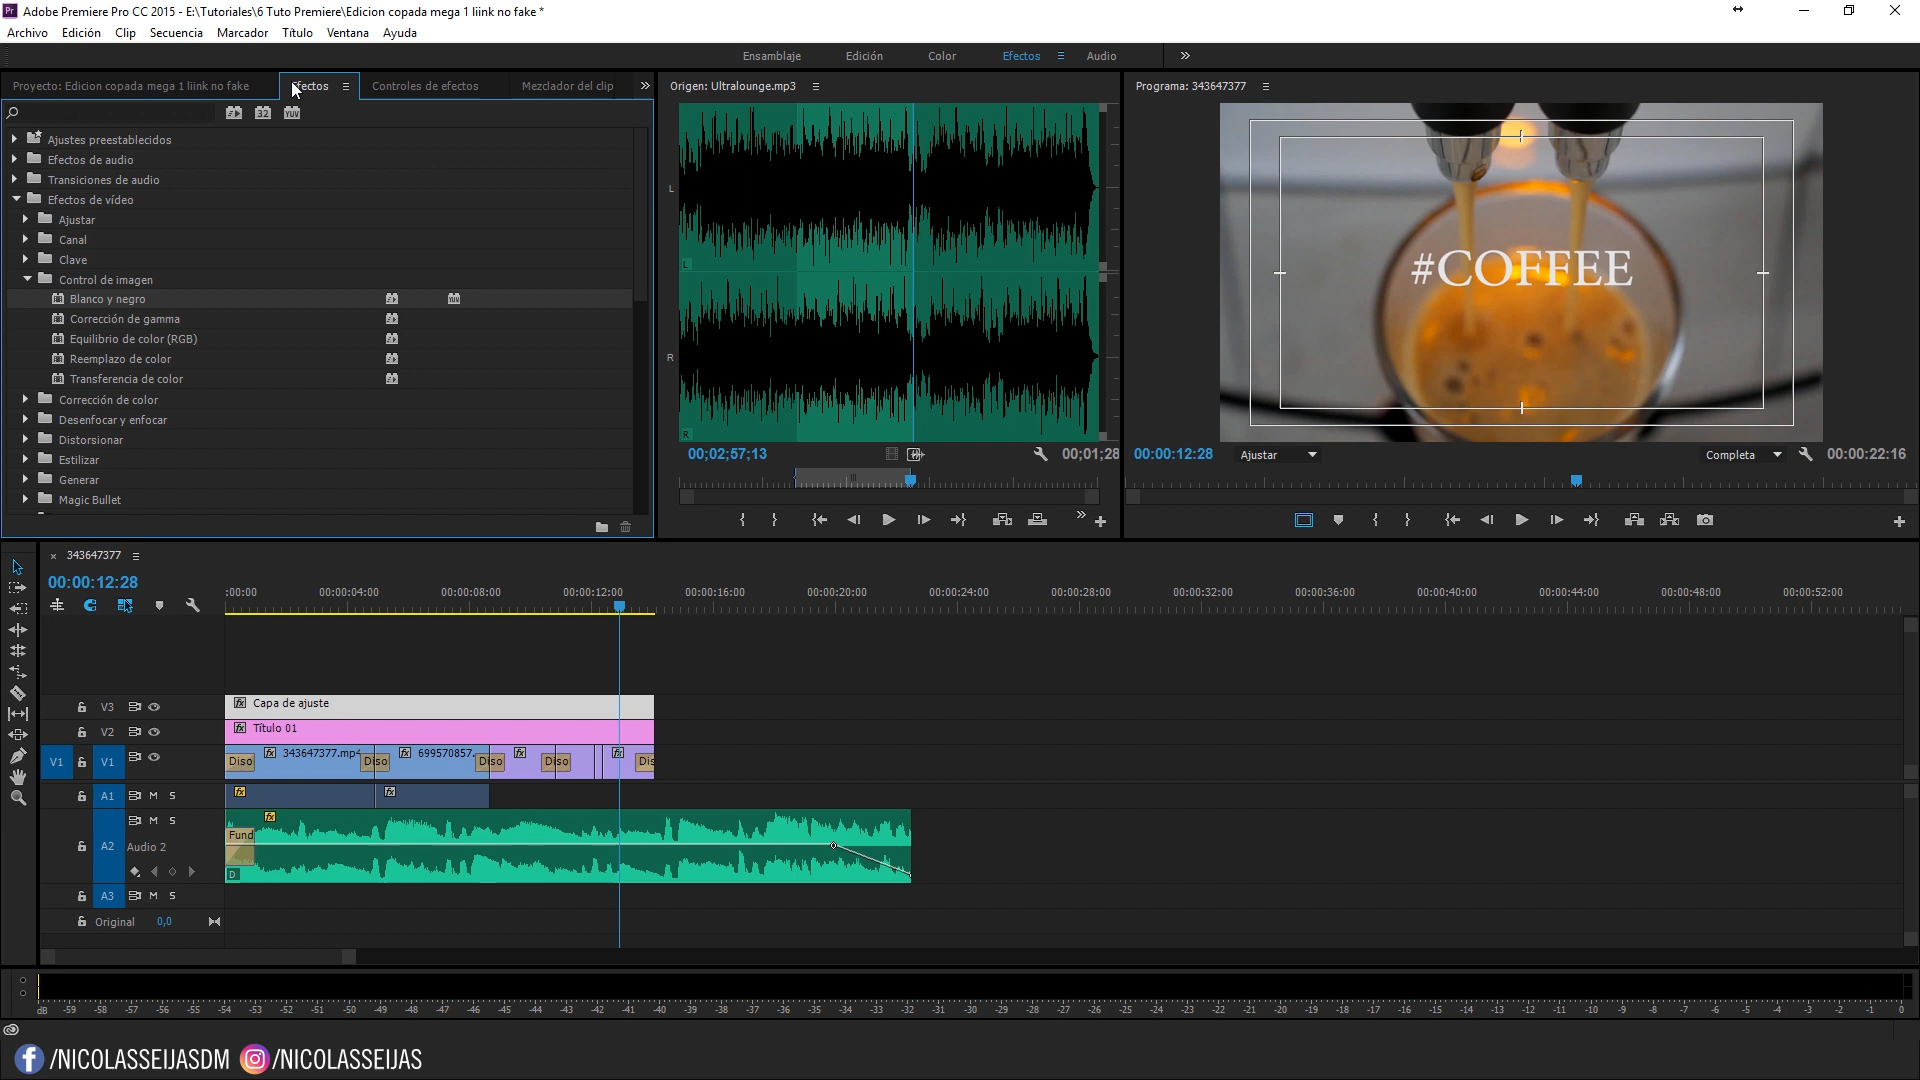 Adobe Premiere Pro CC 2015 - E:\Tutoriales\6 Tuto Premiere\Edicion copada mega 1 liink no fake *
Archivo Edición Clip Secuencia Marcador Título Ventana Ayuda
Ensamblaje Edición Color Efectos Audio
Proyecto: Edicion copada mega 1 liink no fake
Efectos
Controles de efectos
Mezclador del clip
Origen: Ultralounge.mp3
Programa: 343647377
Ajustes preestablecidos
Efectos de audio
Transiciones de audio
Efectos de vídeo
Ajustar
Canal
Clave
Control de imagen
Blanco y negro
Corrección de gamma
Equilibrio de color (RGB)
Reemplazo de color
Transferencia de color
Corrección de color
Desenfocar y enfocar
Distorsionar
Estilizar
Generar
Magic Bullet
L
R
#COFFEE
00;02;57;13
00;01;28
00:00:12:28
Ajustar
Completa
00:00:22:16
343647377
00:00:12:28
:00:00 00:00:04:00 00:00:08:00 00:00:12:00 00:00:16:00 00:00:20:00 00:00:24:00 00:00:28:00 00:00:32:00 00:00:36:00 00:00:40:00 00:00:44:00 00:00:48:00 00:00:52:00
V3 fx Capa de ajuste
V2 fx Título 01
V1 V1 Diso fx 343647377.mp4 Diso fx 699570857. Diso fx Diso fx Dis
A1 M S fx fx
M S fx
Fund
A2 Audio 2
D
A3 M S
Original 0,0
dB -59 -58 -57 -56 -55 -54 -53 -52 -51 -50 -49 -48 -47 -46 -45 -44 -43 -42 -41 -40 -39 -38 -37 -36 -35 -34 -33 -32 -31 -30 -29 -28 -27 -26 -25 -24 -23 -22 -21 -20 -19 -18 -17 -16 -15 -14 -13 -12 -11 -10 -9 -8 -7 -6 -5 -4 -3 -2 -1 0
/NICOLASSEIJASDM /NICOLASSEIJAS